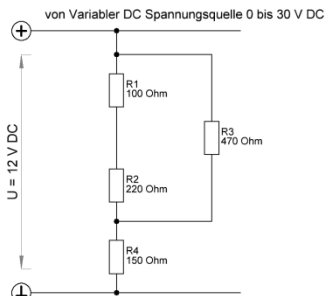 von Variabler DC Spannungsquelle 0 bis 30 V DC
R1
100 Ohm
R3
470 Ohm
U = 12 V DC
R2
220 Ohm
R4
150 Ohm